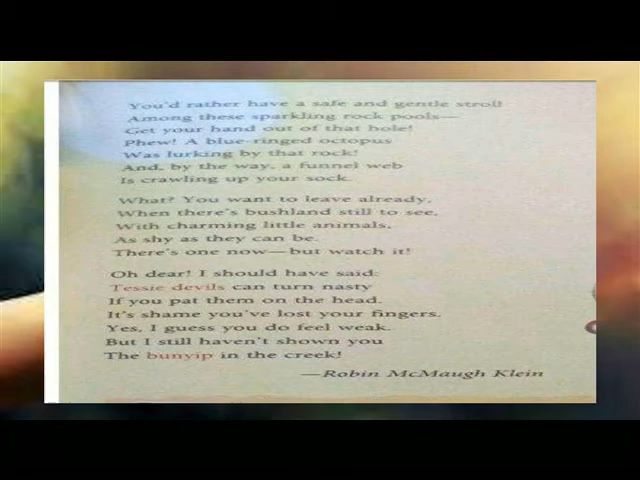 You'd rather have a safe and gentle stroll
Among these sparkling rock pools—
Get your hand out of that hole!
Phew! A blue-ringed octopus
Was lurking by that rock!
And, by the way, a funnel web
Is crawling up your sock.
What? You want to leave already,
When there's bushland still to see,
With charming little animals,
As shy as they can be.
There's one now—but watch it!
Oh dear! I should have said:
Tessie devils can turn nasty
If you pat them on the head.
It's shame you've lost your fingers.
Yes, I guess you do feel weak.
But I still haven't shown you
The bunyip in the creek!
—Robin McMaugh Klein